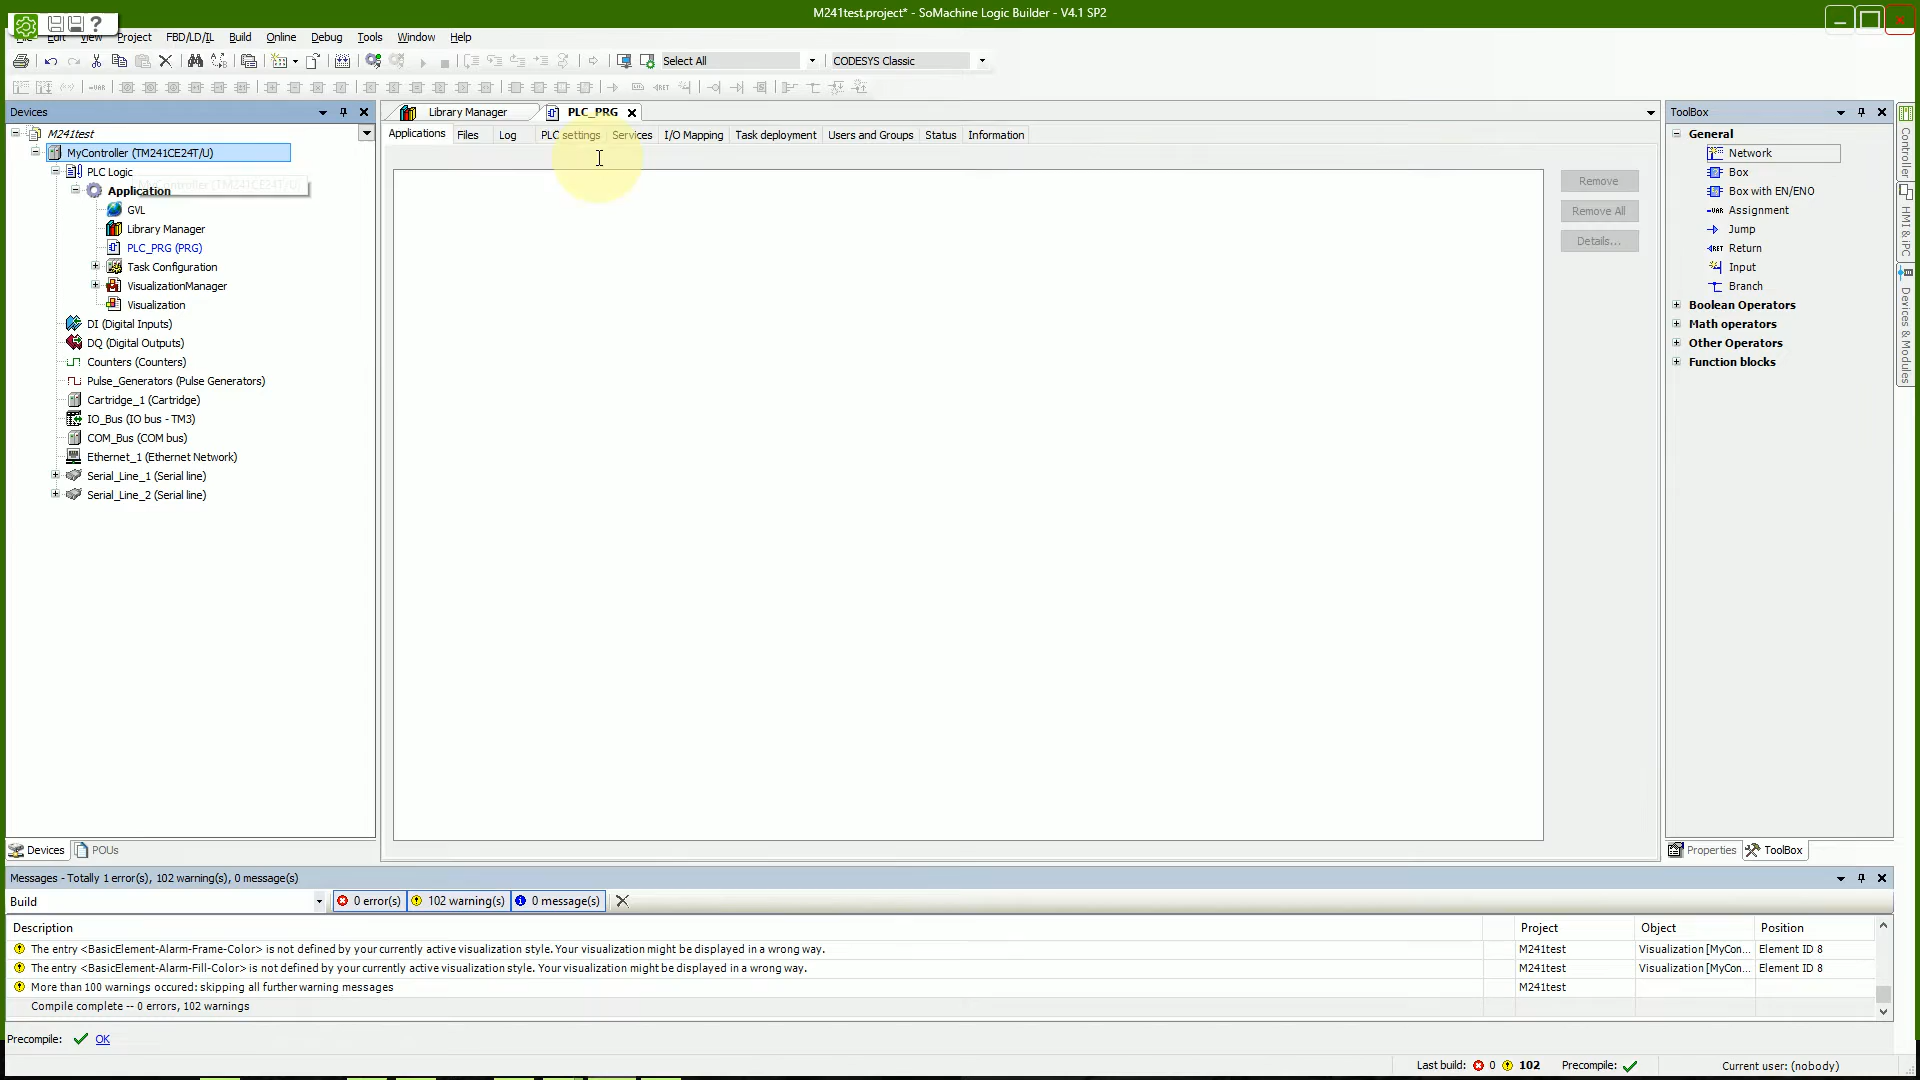 M241test.project* - SoMachine Logic Builder - V4.1 SP2
Edit View Project FBD/LD/IL Build Online Debug Tools Window Help
Select All CODESYS Classic
Devices
M241test
MyController (TM241CE24T/U)
PLC Logic
Application
GVL
Library Manager
PLC_PRG (PRG)
Task Configuration
VisualizationManager
Visualization
DI (Digital Inputs)
DQ (Digital Outputs)
Counters (Counters)
Pulse_Generators (Pulse Generators)
Cartridge_1 (Cartridge)
IO_Bus (IO bus - TM3)
COM_Bus (COM bus)
Ethernet_1 (Ethernet Network)
Serial_Line_1 (Serial line)
Serial_Line_2 (Serial line)
Devices POUs
Library Manager PLC_PRG
Applications Files Log PLC settings Services I/O Mapping Task deployment Users and Groups Status Information
Remove
Remove All
Details...
ToolBox
General
Network
Box
Box with EN/ENO
Assignment
Jump
Return
Input
Branch
Boolean Operators
Math operators
Other Operators
Function blocks
Properties ToolBox
Controller
HMI & iPC
Devices & Modules
Messages - Totally 1 error(s), 102 warning(s), 0 message(s)
Build 0 error(s) 102 warning(s) 0 message(s)
Description Project Object Position
The entry <BasicElement-Alarm-Frame-Color> is not defined by your currently active visualization style. Your visualization might be displayed in a wrong way. M241test Visualization [MyCon... Element ID 8
The entry <BasicElement-Alarm-Fill-Color> is not defined by your currently active visualization style. Your visualization might be displayed in a wrong way. M241test Visualization [MyCon... Element ID 8
More than 100 warnings occured: skipping all further warning messages M241test
Compile complete -- 0 errors, 102 warnings
Precompile: OK
Last build: 0 102 Precompile: Current user: (nobody)